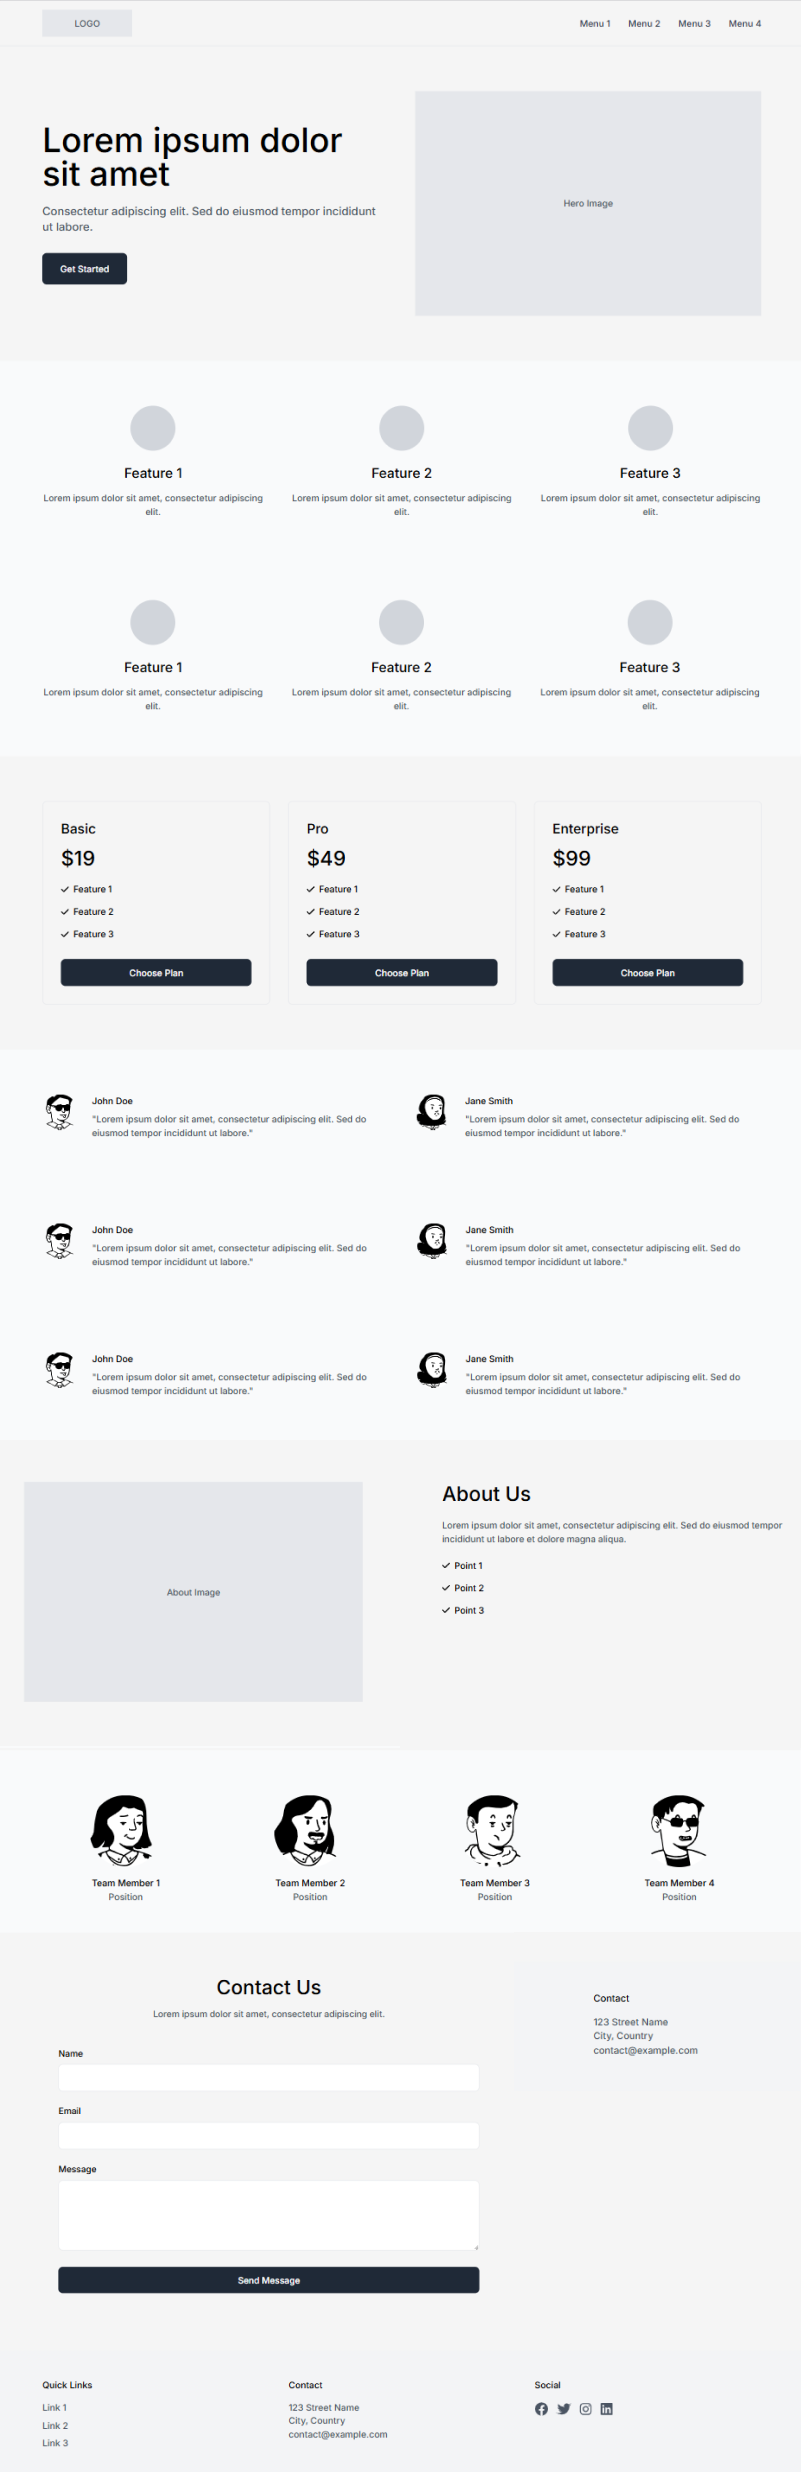 LOGO
Menu 1
Menu 2
Menu 3
Menu 4
Lorem ipsum dolor
sit amet
Consectetur adipiscing elit. Sed do eiusmod tempor incididunt
ut labore.
Get Started
Hero Image
Feature 1
Lorem ipsum dolor sit amet, consectetur adipiscing
elit.
Feature 2
Lorem ipsum dolor sit amet, consectetur adipiscing
elit.
Feature 3
Lorem ipsum dolor sit amet, consectetur adipiscing
elit.
Feature 1
Lorem ipsum dolor sit amet, consectetur adipiscing
elit.
Feature 2
Lorem ipsum dolor sit amet, consectetur adipiscing
elit.
Feature 3
Lorem ipsum dolor sit amet, consectetur adipiscing
elit.
Basic
$19
Feature 1
Feature 2
Feature 3
Choose Plan
Pro
$49
Feature 1
Feature 2
Feature 3
Choose Plan
Enterprise
$99
Feature 1
Feature 2
Feature 3
Choose Plan
John Doe
"Lorem ipsum dolor sit amet, consectetur adipiscing elit. Sed do
eiusmod tempor incididunt ut labore."
Jane Smith
"Lorem ipsum dolor sit amet, consectetur adipiscing elit. Sed do
eiusmod tempor incididunt ut labore."
John Doe
"Lorem ipsum dolor sit amet, consectetur adipiscing elit. Sed do
eiusmod tempor incididunt ut labore."
Jane Smith
"Lorem ipsum dolor sit amet, consectetur adipiscing elit. Sed do
eiusmod tempor incididunt ut labore."
John Doe
"Lorem ipsum dolor sit amet, consectetur adipiscing elit. Sed do
eiusmod tempor incididunt ut labore."
Jane Smith
"Lorem ipsum dolor sit amet, consectetur adipiscing elit. Sed do
eiusmod tempor incididunt ut labore."
About Image
About Us
Lorem ipsum dolor sit amet, consectetur adipiscing elit. Sed do eiusmod tempor
incididunt ut labore et dolore magna aliqua.
Point 1
Point 2
Point 3
Team Member 1
Position
Team Member 2
Position
Team Member 3
Position
Team Member 4
Position
Contact Us
Lorem ipsum dolor sit amet, consectetur adipiscing elit.
Name
Email
Message
Send Message
Contact
123 Street Name
City, Country
contact@example.com
Quick Links
Link 1
Link 2
Link 3
Contact
123 Street Name
City, Country
contact@example.com
Social